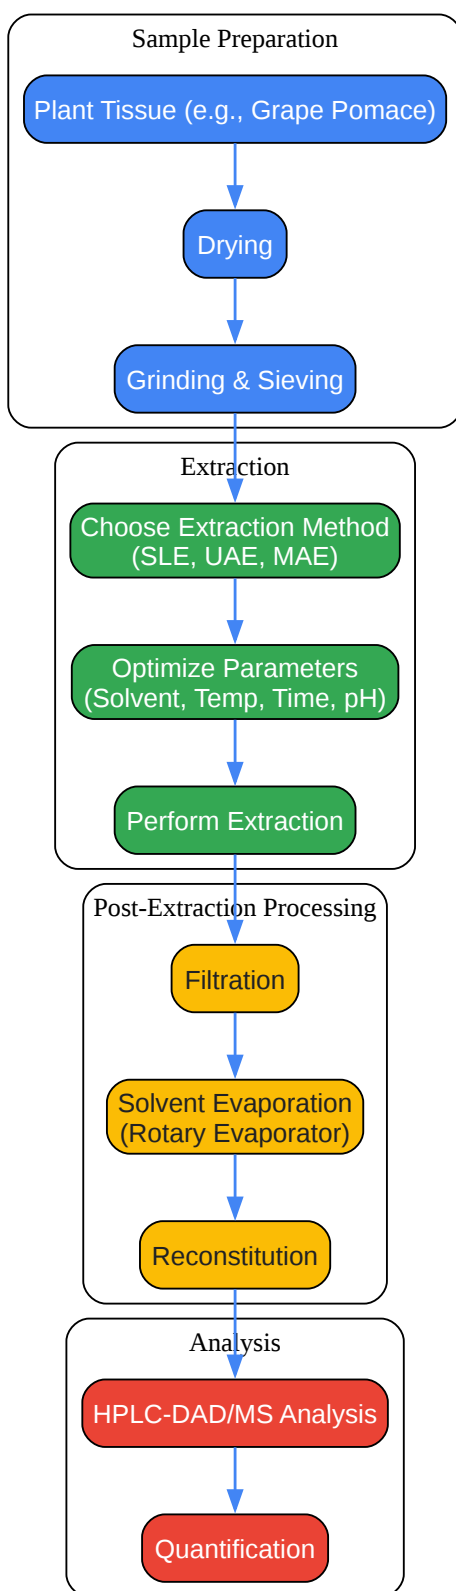 Sample Preparation
Plant Tissue (e.g., Grape Pomace)
Drying
Grinding & Sieving
Extraction
Choose Extraction Method
(SLE, UAE, MAE)
Optimize Parameters
(Solvent, Temp, Time, pH)
Perform Extraction
Post-Extraction Processing
Filtration
Solvent Evaporation
(Rotary Evaporator)
Reconstitution
Analysis
HPLC-DAD/MS Analysis
Quantification